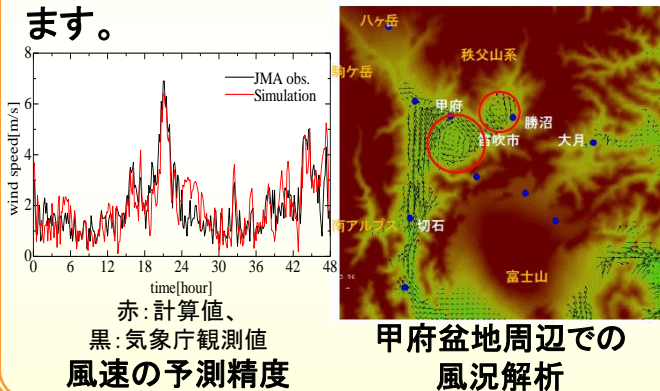 ます。
8
6
4
2
0
wind speed[m/s]
JMA obs.
Simulation
0 6 12 18 24 30 36 42 48
time[hour]
赤：計算値、
黒：気象庁観測値
風速の予測精度
八ヶ岳
秩父山系
駒ケ岳
甲府
勝沼
笛吹市
大月
南アルプス
切石
富士山
甲府盆地周辺での
風況解析